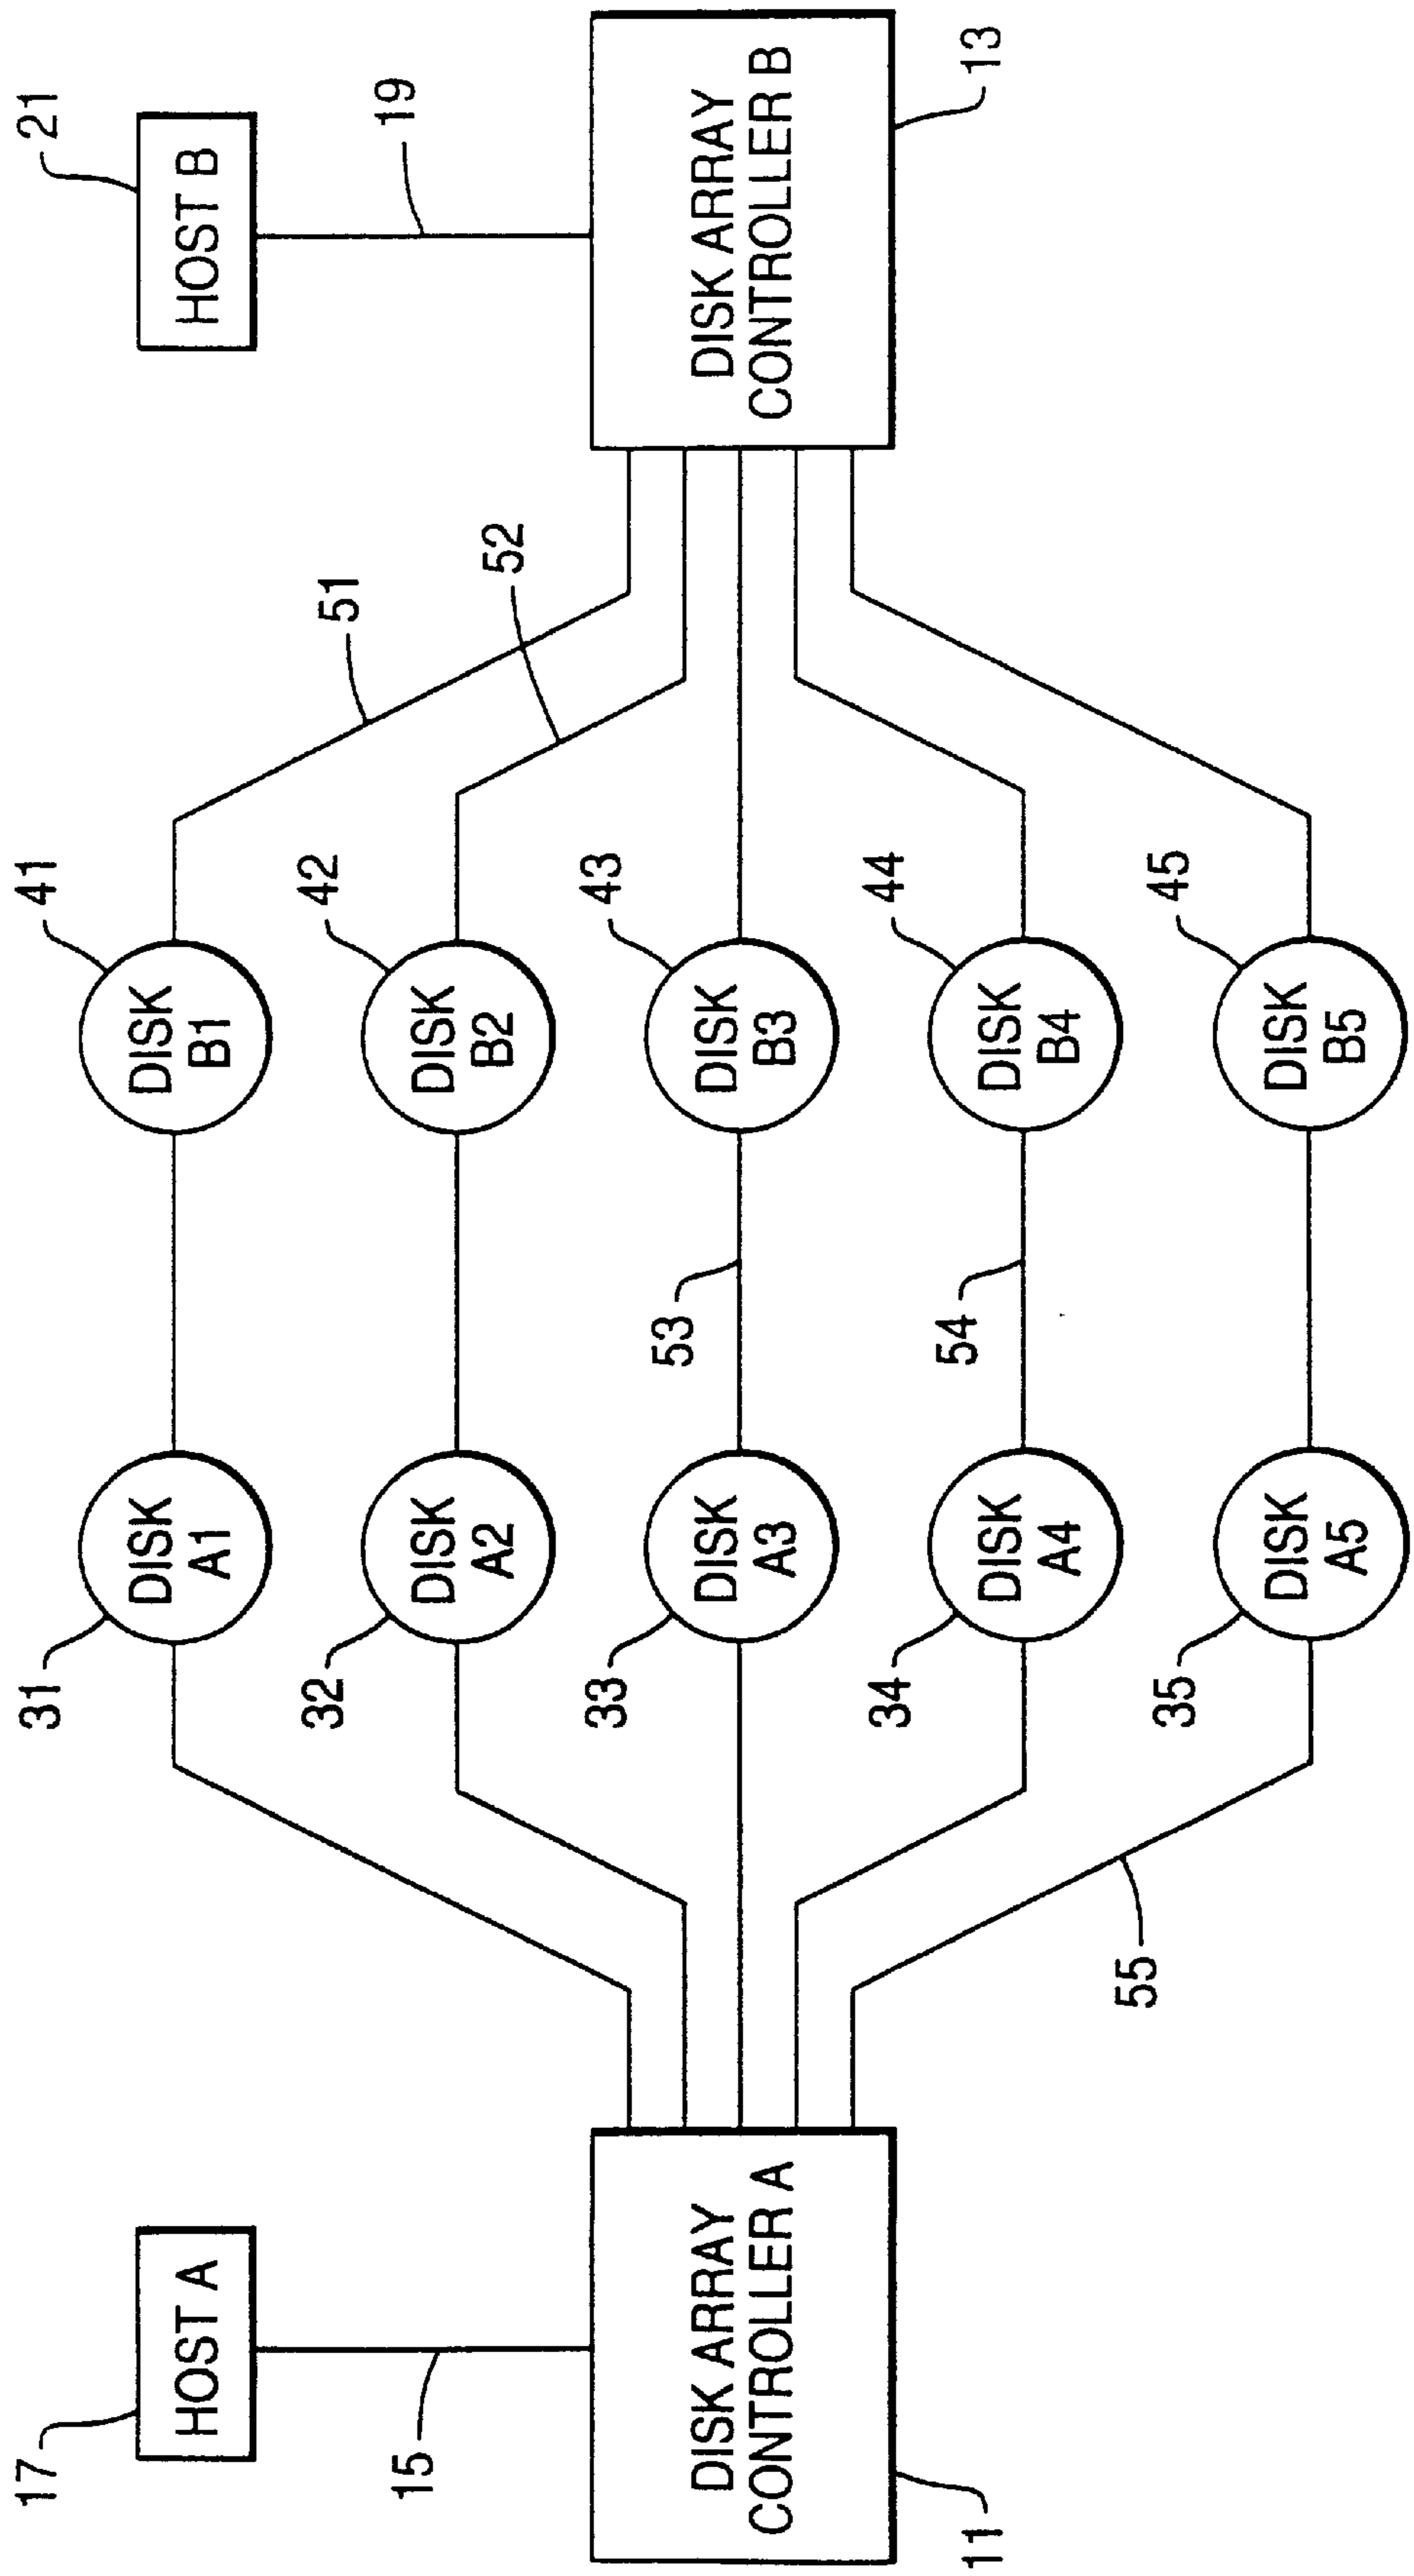 17
HOST A
15
DISK ARRAY
CONTROLLER A
11
21
HOST B
19
DISK ARRAY
CONTROLLER B
13
31
DISK
A1
41
DISK
B1
51
32
DISK
A2
42
DISK
B2
52
33
DISK
A3
53
43
DISK
B3
34
DISK
A4
54
44
DISK
B4
55
35
DISK
A5
45
DISK
B5